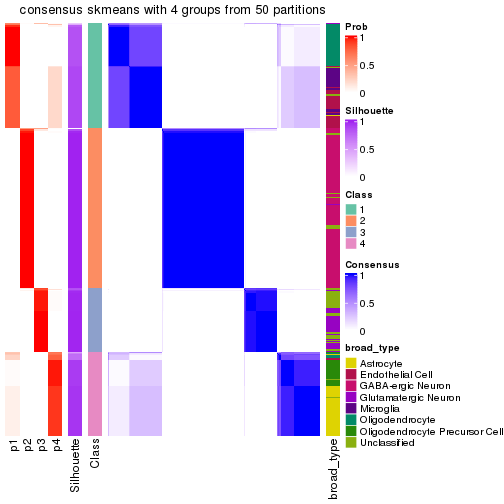 consensus skmeans with 4 groups from 50 partitions
Prob
1
0.5
0
Silhouette
1
0.5
0
Class
1
2
3
4
Consensus
1
0.5
0
broad_type
Astrocyte
Endothelial Cell
GABA-ergic Neuron
Glutamatergic Neuron
Microglia
Oligodendrocyte
Oligodendrocyte Precursor Cell
Unclassified
p1
p2
p3
p4
Silhouette
Class
broad_type